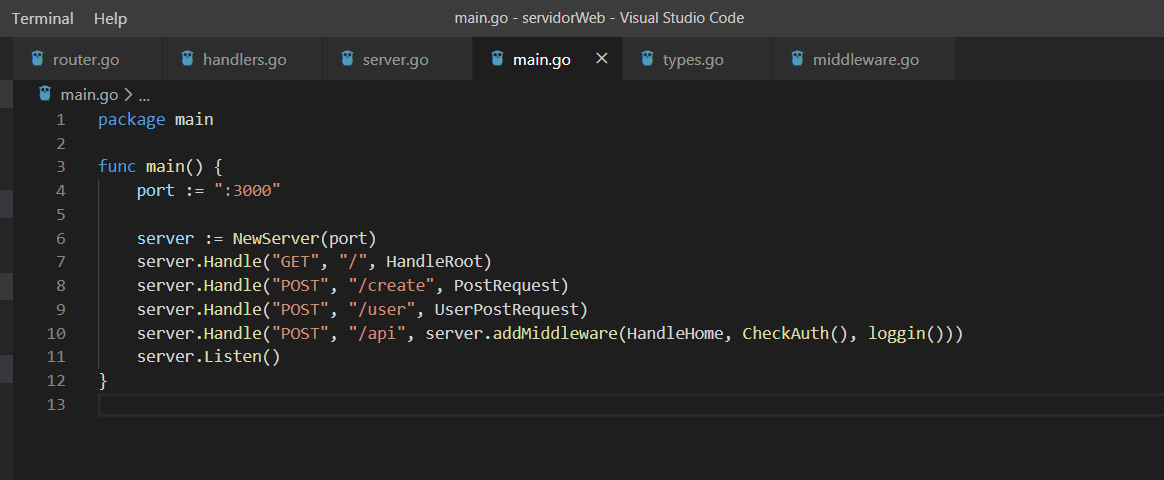 Terminal Help main.go - servidorWeb - Visual Studio Code
router.go handlers.go server.go main.go × types.go middleware.go
main.go > ...
1 package main
2
3 func main() {
4 port := ":3000"
5
6 server := NewServer(port)
7 server.Handle("GET", "/", HandleRoot)
8 server.Handle("POST", "/create", PostRequest)
9 server.Handle("POST", "/user", UserPostRequest)
10 server.Handle("POST", "/api", server.addMiddleware(HandleHome, CheckAuth(), loggin()))
11 server.Listen()
12 }
13